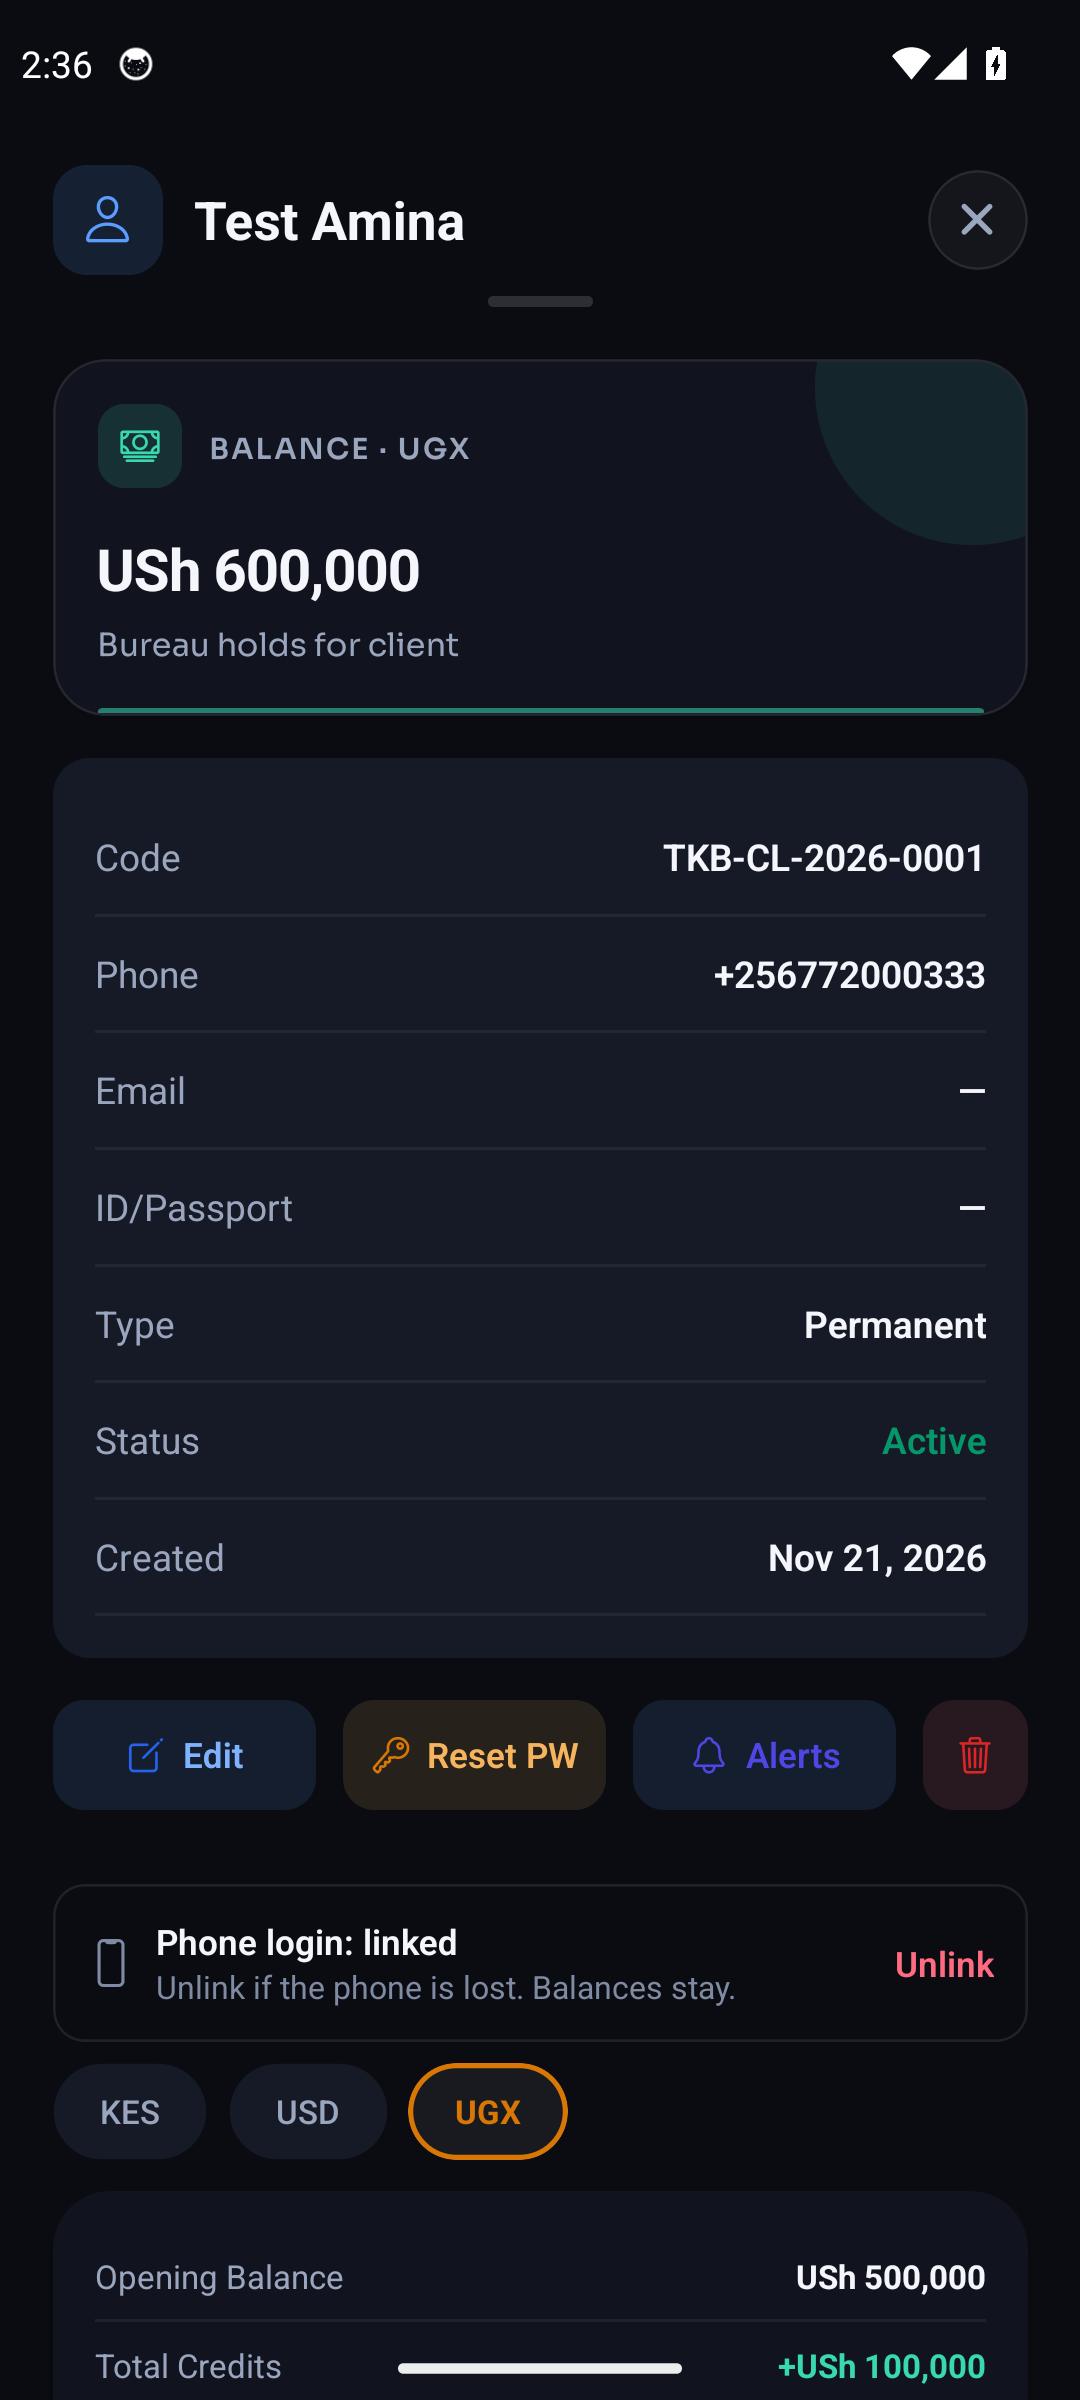 2:36
Test Amina
BALANCE · UGX
USh 600,000
Bureau holds for client
Code TKB-CL-2026-0001
Phone +256772000333
Email –
ID/Passport –
Type Permanent
Status Active
Created Nov 21, 2026
Edit Reset PW Alerts
Phone login: linked
Unlink if the phone is lost. Balances stay.
Unlink
KES USD UGX
Opening Balance USh 500,000
Total Credits +USh 100,000